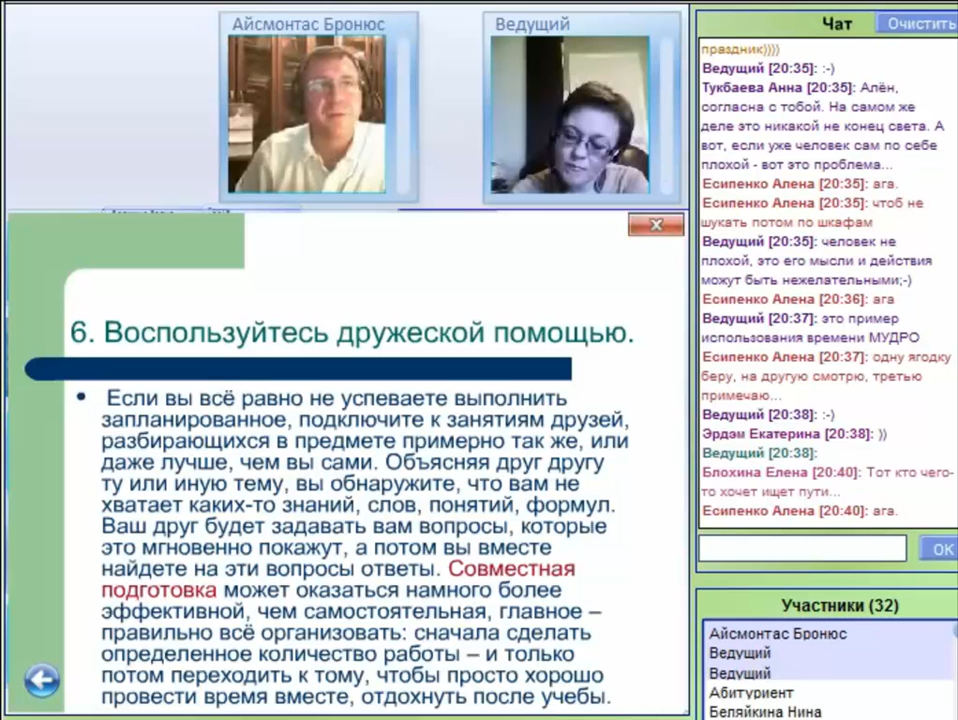 Айсмонтас Бронюс
Ведущий
6. Воспользуйтесь дружеской помощью.
• Если вы всё равно не успеваете выполнить
запланированное, подключите к занятиям друзей,
разбирающихся в предмете примерно так же, или
даже лучше, чем вы сами. Объясняя друг другу
ту или иную тему, вы обнаружите, что вам не
хватает каких-то знаний, слов, понятий, формул.
Ваш друг будет задавать вам вопросы, которые
это мгновенно покажут, а потом вы вместе
найдете на эти вопросы ответы. Совместная
подготовка может оказаться намного более
эффективной, чем самостоятельная, главное –
правильно всё организовать: сначала сделать
определенное количество работы – и только
потом переходить к тому, чтобы просто хорошо
провести время вместе, отдохнуть после учебы.
Чат
Очистить
праздник))))
Ведущий [20:35]: :-)
Тукбаева Анна [20:35]: Алён,
согласна с тобой. На самом же
деле это никакой не конец света. А
вот, если уже человек сам по себе
плохой - вот это проблема...
Есипенко Алена [20:35]: ага.
Есипенко Алена [20:35]: чтоб не
шукать потом по шкафам
Ведущий [20:35]: человек не
плохой, это его мысли и действия
можут быть нежелательными;-)
Есипенко Алена [20:36]: ага
Ведущий [20:37]: это пример
использования времени МУДРО
Есипенко Алена [20:37]: одну ягодку
беру, на другую смотрю, третью
примечаю...
Ведущий [20:38]: :-)
Эрдэм Екатерина [20:38]: ))
Ведущий [20:38]:
Блохина Елена [20:40]: Тот кто чего-
то хочет ищет пути...
Есипенко Алена [20:40]: ага.
OK
Участники (32)
Айсмонтас Бронюс
Ведущий
Ведущий
Абитуриент
Беляйкина Нина